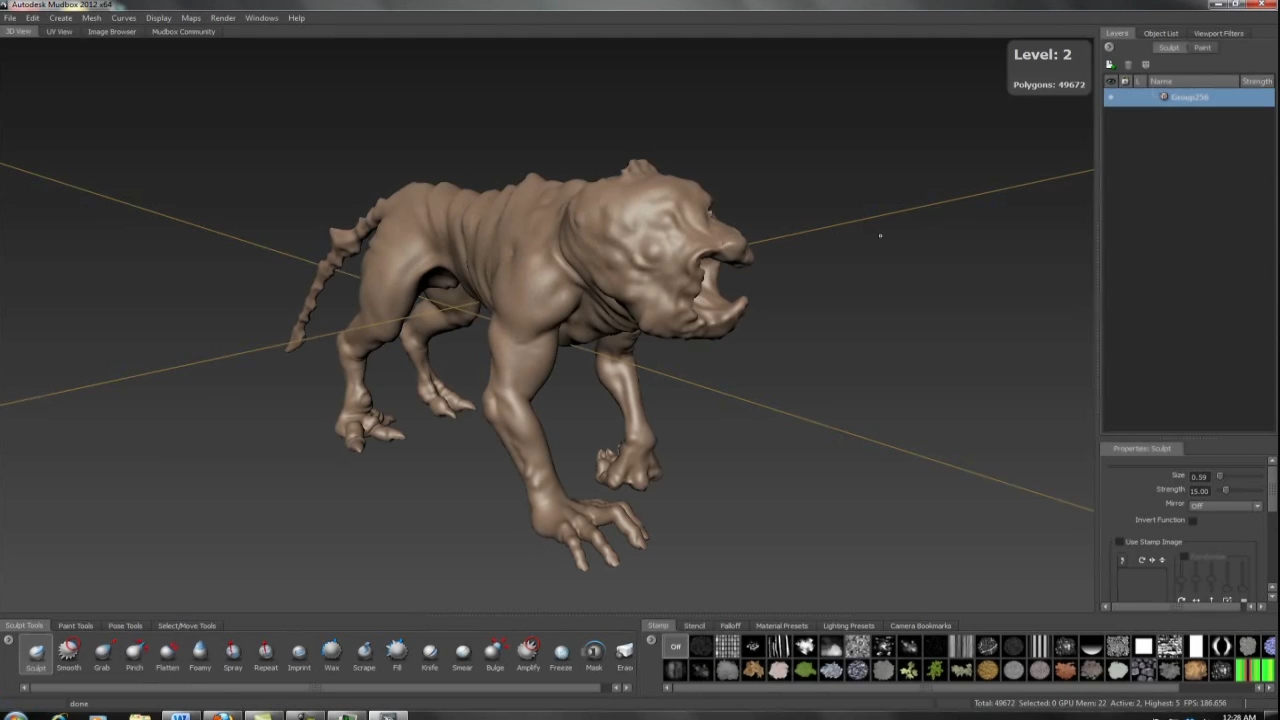 Autodesk Mudbox 2012 x64
File Edit Create Mesh Curves Display Maps Render Windows Help
3D View UV View Image Browser Mudbox Community
Layers Object List Viewport Filters
Sculpt Paint
Level: 2
Polygons: 49672
L Name Strength
Properties: Sculpt
Size 0.59
Strength 15.00
Mirror Off
Invert Function
Use Stamp Image
Sculpt Tools Paint Tools Pose Tools Select/Move Tools
Stamp Stencil Falloff Material Presets Lighting Presets Camera Bookmarks
Off
Sculpt Smooth Grab Pinch Flatten Foamy Spray Repeat Imprint Wax Scrape Fill Knife Smear Bulge Amplify Freeze Mask Eras
done
Total: 49672 Selected: 0 GPU Mem: 22 Active: 2, Highest: 5 FPS: 186.656
12:28 AM